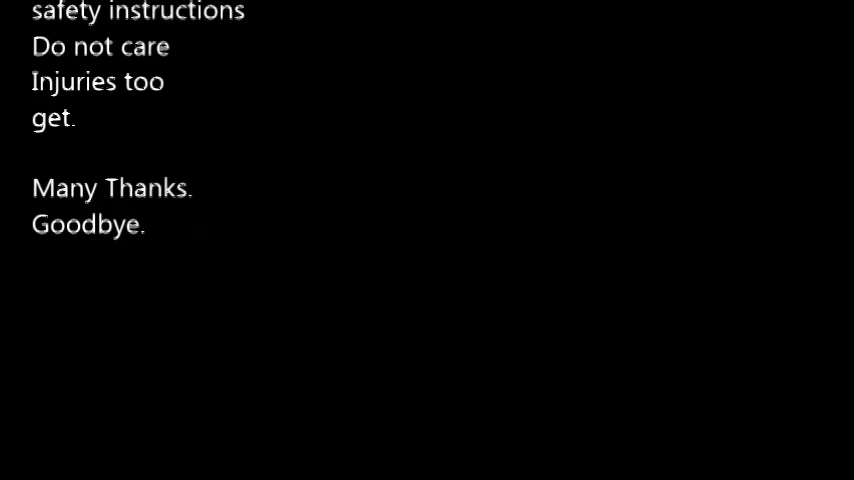 safety instructions
Do not care
Injuries too
get.
Many Thanks.
Goodbye.